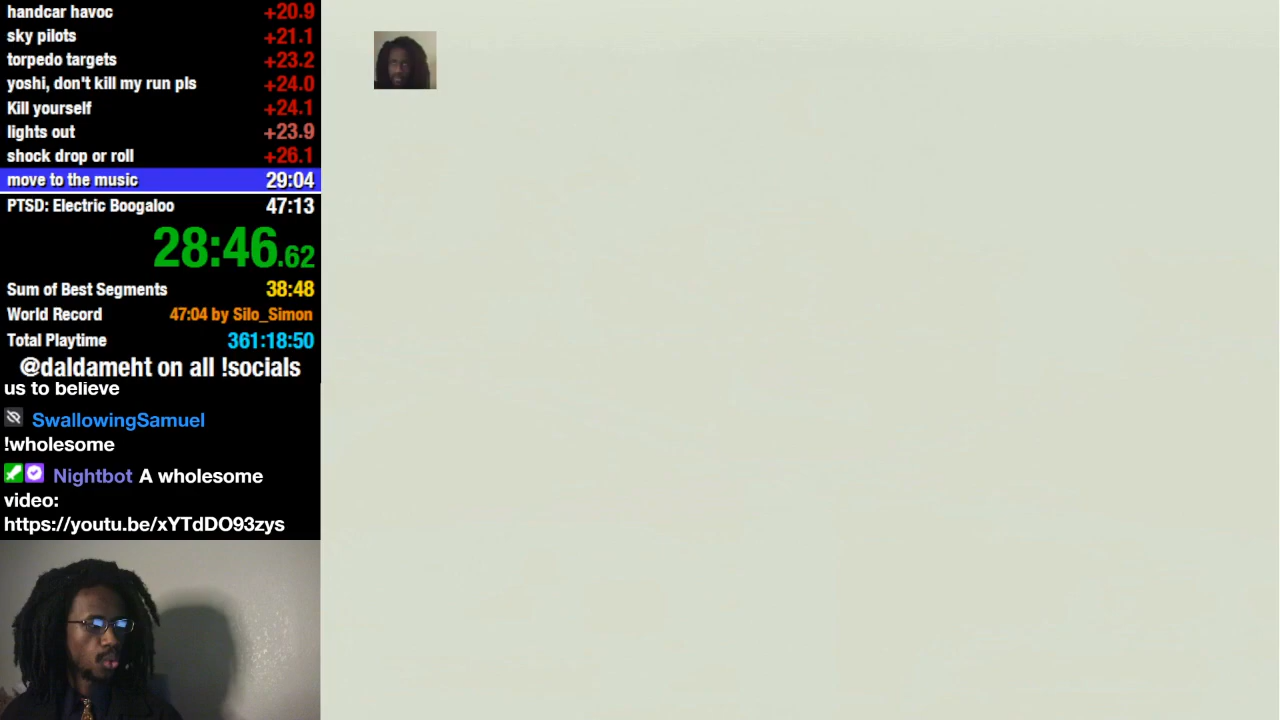 handcar havoc +20.9
sky pilots +21.1
torpedo targets +23.2
yoshi, don't kill my run pls +24.0
Kill yourself +24.1
lights out +23.9
shock drop or roll +26.1
move to the music 29:04
PTSD: Electric Boogaloo 47:13
28:46.62
Sum of Best Segments 38:48
World Record 47:04 by Silo_Simon
Total Playtime 361:18:50
@daldameht on all !socials
us to believe
SwallowingSamuel
!wholesome
Nightbot A wholesome
video:
https://youtu.be/xYTdDO93zys